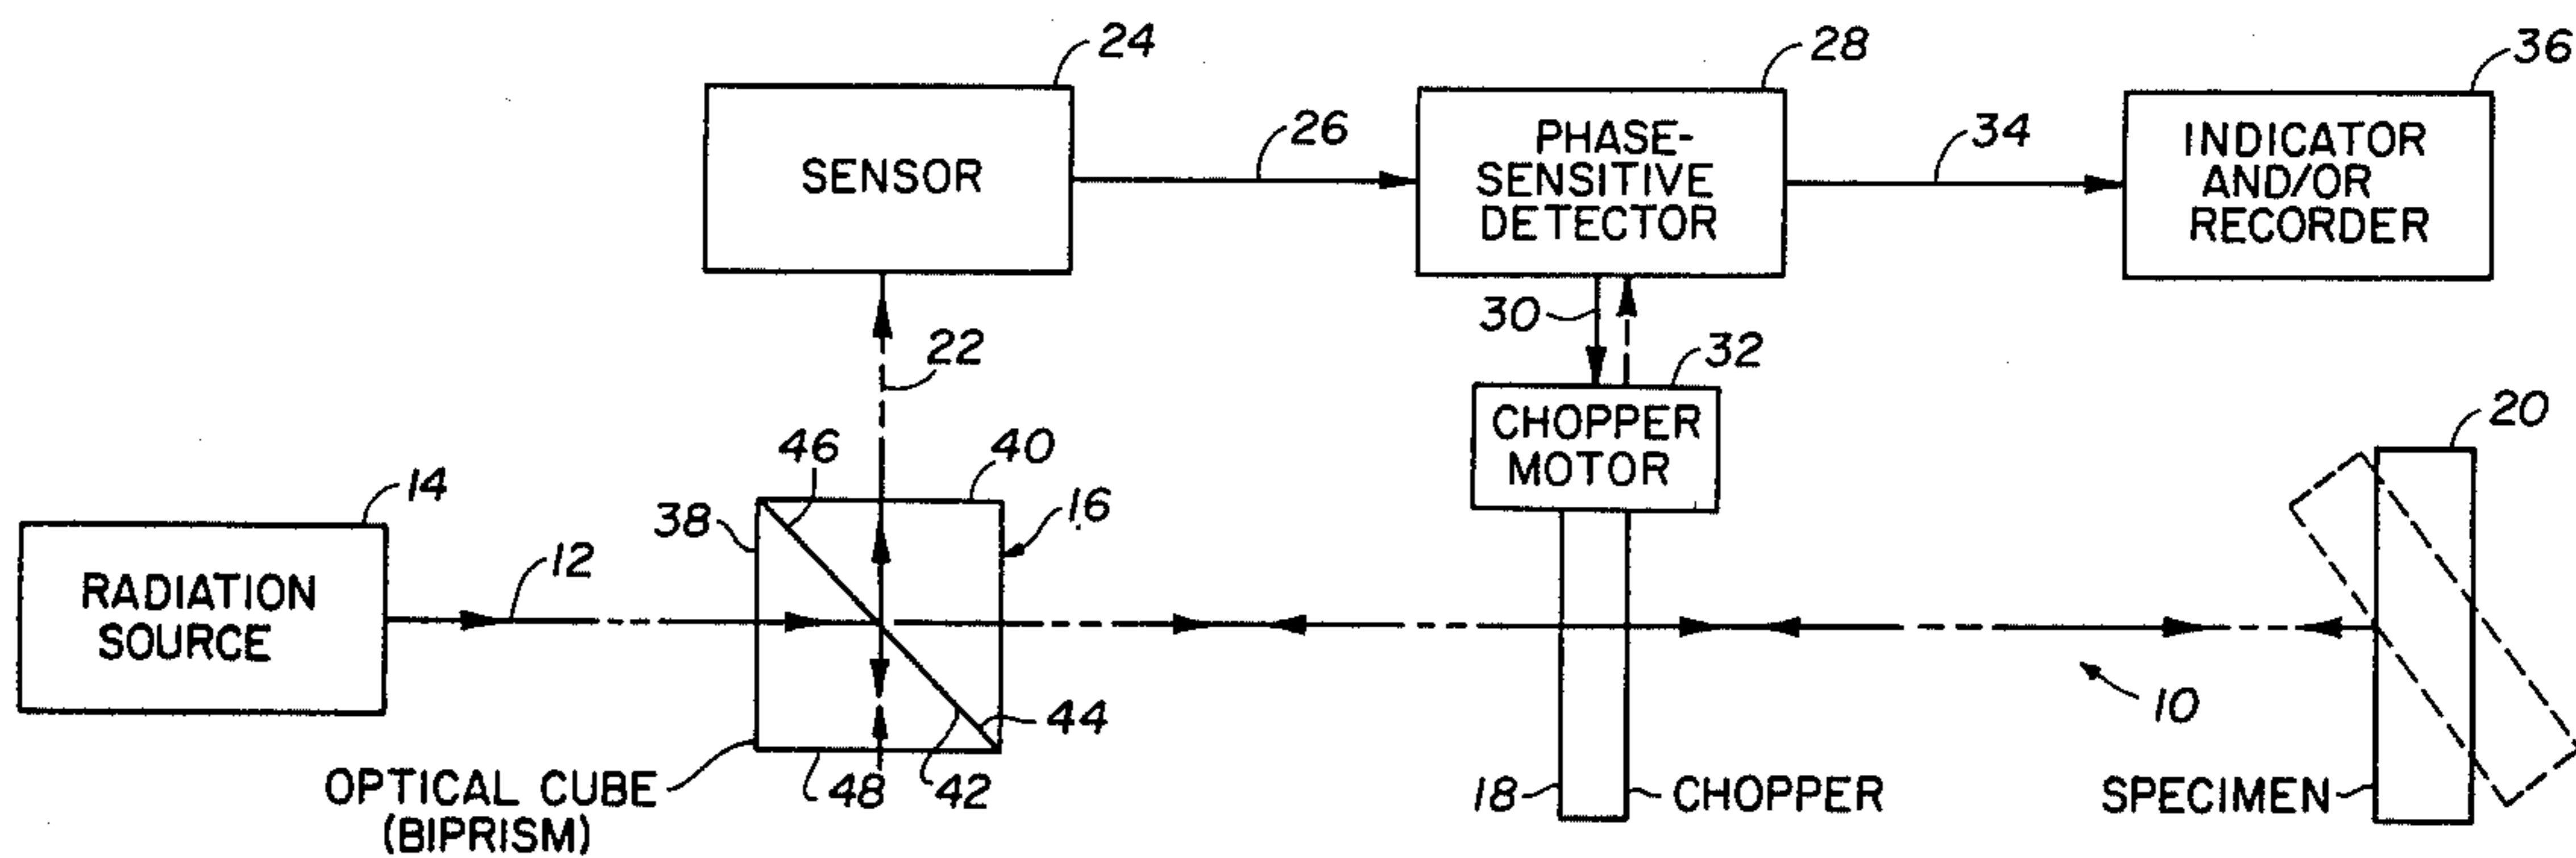 24
28
36
SENSOR
26
PHASE-
SENSITIVE
DETECTOR
34
INDICATOR
AND/OR
RECORDER
22
30
32
CHOPPER
MOTOR
20
14
46
40
38
16
RADIATION
SOURCE
12
44
10
OPTICAL CUBE
(BIPRISM)
48
42
18
CHOPPER
SPECIMEN